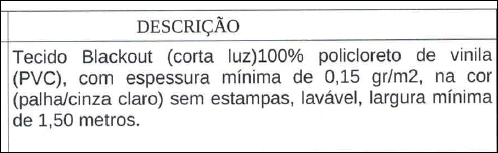 DESCRIÇÃO
Tecido Blackout (corta luz)100% policloreto de vinila
(PVC), com espessura mínima de 0,15 gr/m2, na cor
(palha/cinza claro) sem estampas, lavável, largura mínima
de 1,50 metros.